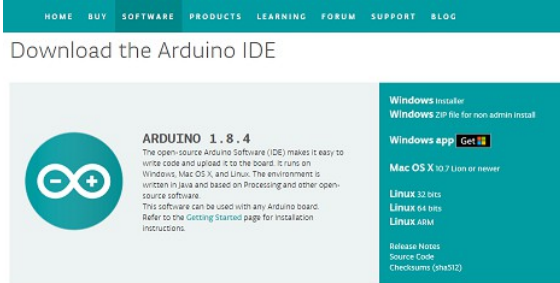 HOME BUY SOFTWARE PRODUCTS LEARNING FORUM SUPPORT BLOG
Download the Arduino IDE
ARDUINO 1.8.4
The open-source Arduino Software (IDE) makes it easy to
write code and upload it to the board. It runs on
Windows, Mac OS X, and Linux. The environment is
written in Java and based on Processing and other open-
source software.
This software can be used with any Arduino board.
Refer to the Getting Started page for Installation
instructions.
Windows Installer
Windows ZIP file for non admin install
Windows app Get
Mac OS X 10.7 Lion or newer
Linux 32 bits
Linux 64 bits
Linux ARM
Release Notes
Source Code
Checksums (sha512)